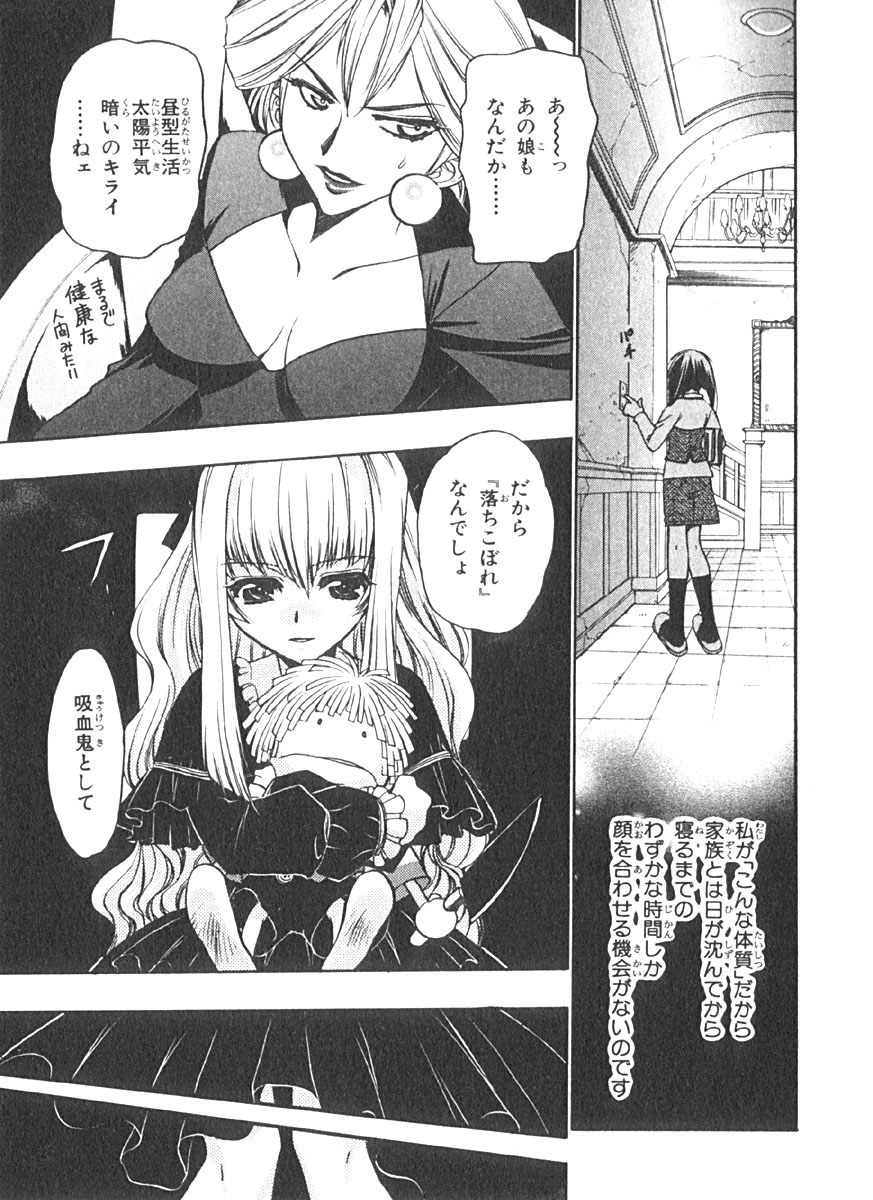 パチ
私が「こんな体質」だから
家族とは日が沈んでから
寝るまでの
わずかな時間しか
顔を合わせる機会がないのです
あ〜〜〜っ
あの娘も
なんだか……
昼型生活
太陽平気
暗いのキライ
……ねェ
まるで
健康な
人間みたい
だから
『落ちこぼれ』
なんでしょ
吸血鬼として